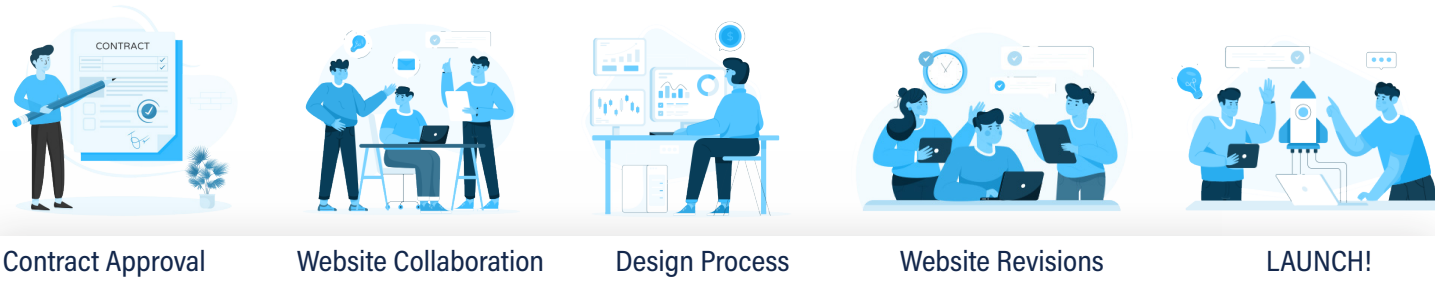 CONTRACT
Contract Approval
Website Collaboration
Design Process
Website Revisions
LAUNCH!